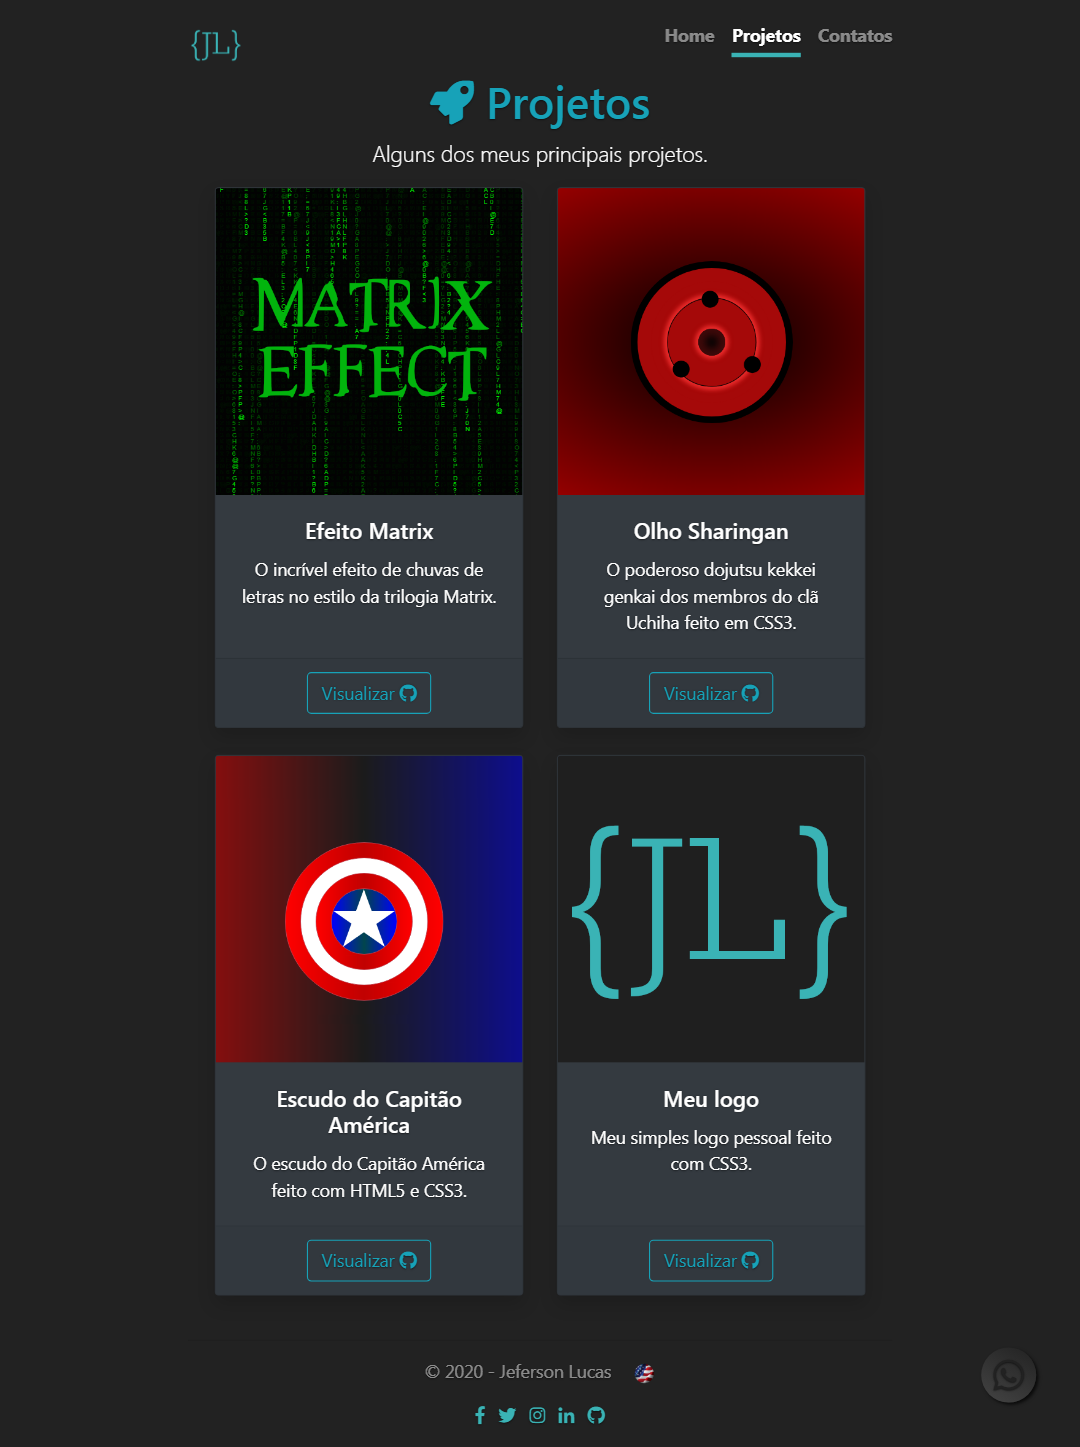 {JL}
Home Projetos Contatos
Projetos
Alguns dos meus principais projetos.
MATRIX
EFFECT
Efeito Matrix
O incrível efeito de chuvas de
letras no estilo da trilogia Matrix.
Visualizar
Olho Sharingan
O poderoso dojutsu kekkei
genkai dos membros do clã
Uchiha feito em CSS3.
Visualizar
Escudo do Capitão
América
O escudo do Capitão América
feito com HTML5 e CSS3.
Visualizar
{JL}
Meu logo
Meu simples logo pessoal feito
com CSS3.
Visualizar
© 2020 - Jeferson Lucas